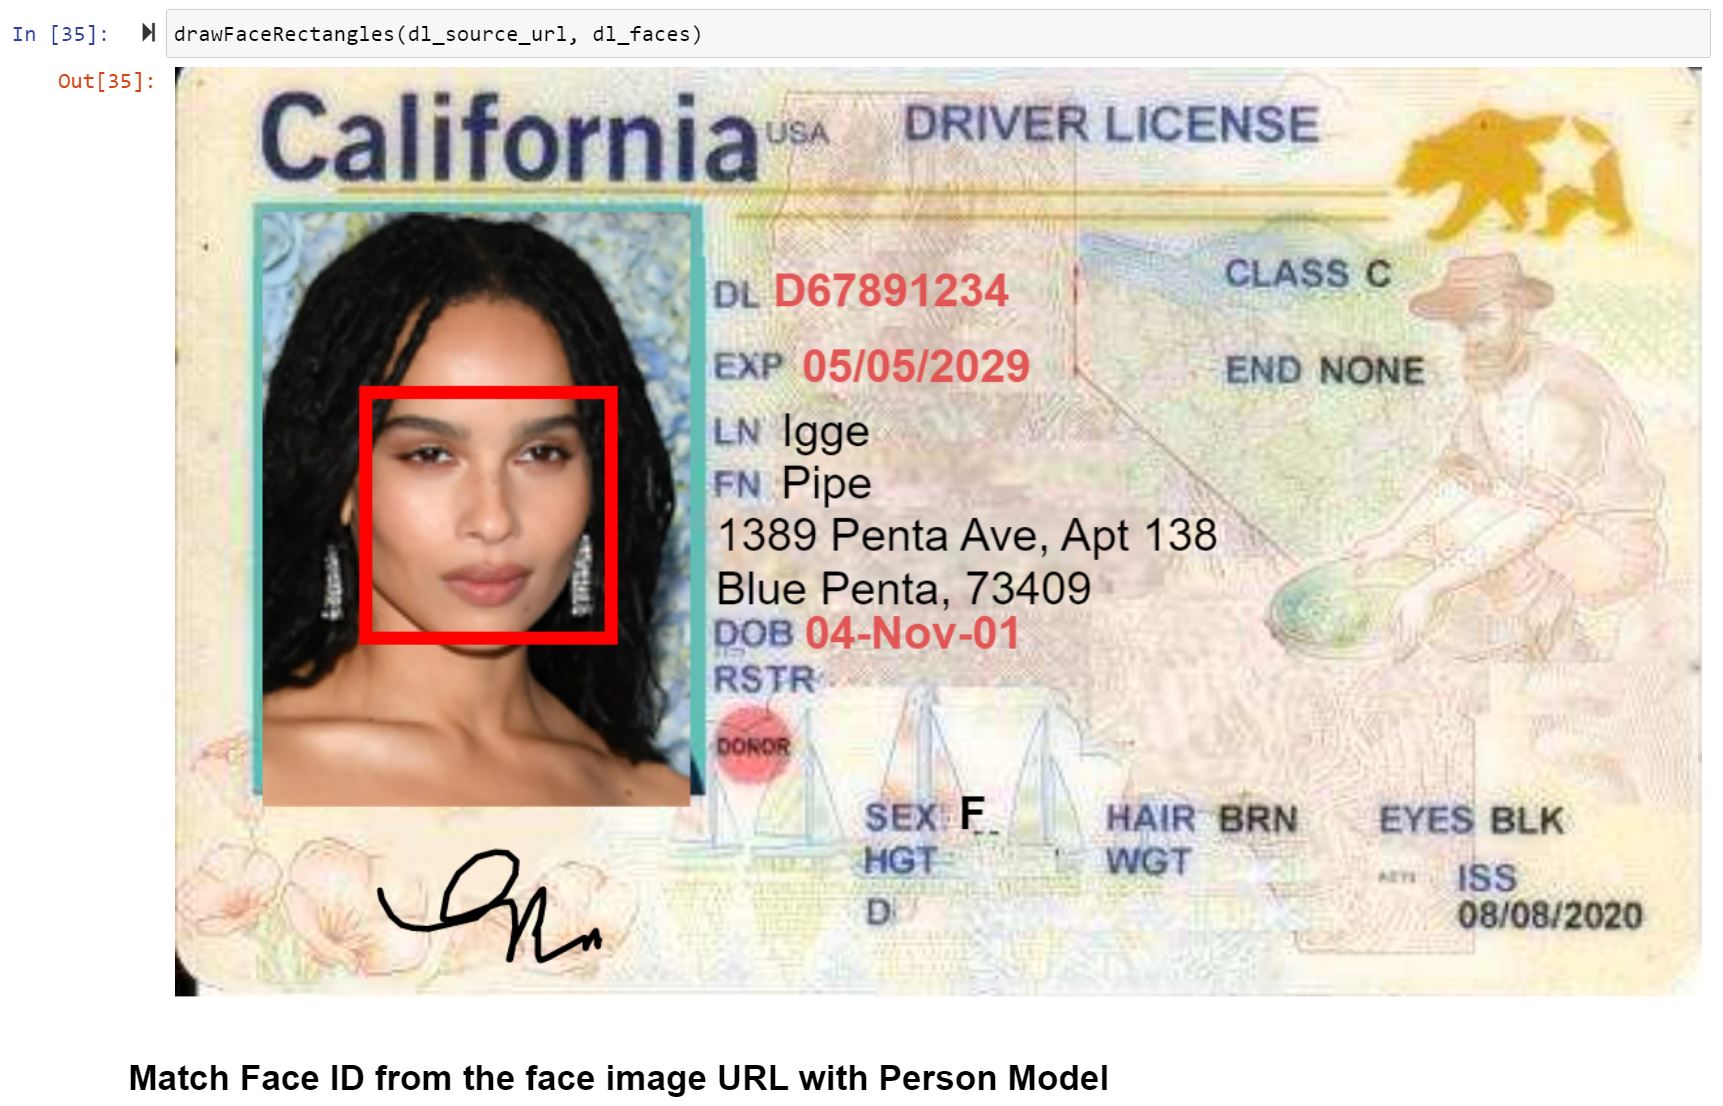 In [35]: drawFaceRectangles(dl_source_url, dl_faces)
Out[35]:
California USA DRIVER LICENSE
DL D67891234 CLASS C
EXP 05/05/2029 END NONE
LN Igge
FN Pipe
1389 Penta Ave, Apt 138
Blue Penta, 73409
DOB 04-Nov-01
RSTR
DONOR
SEX F HAIR BRN EYES BLK
HGT WGT
ISS
D 08/08/2020
Match Face ID from the face image URL with Person Model